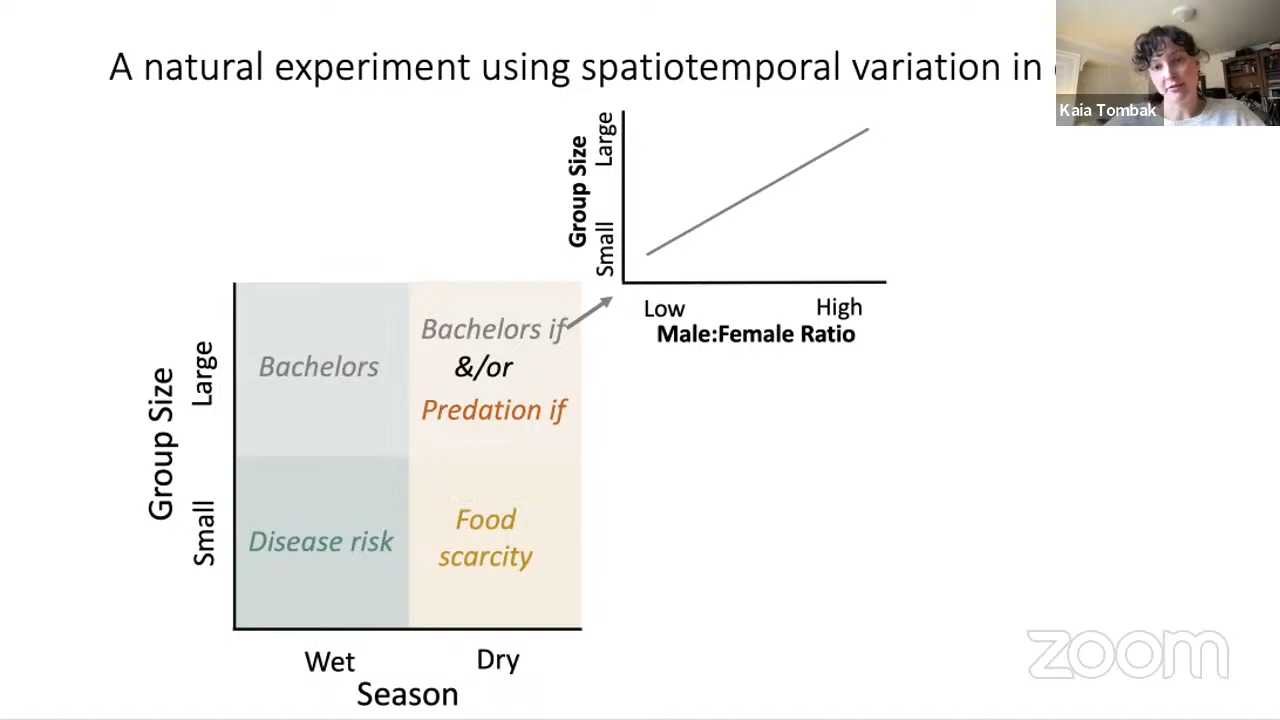 A natural experiment using spatiotemporal variation in
Kaia Tombak
Group Size
Large
Small
Low
High
Male:Female Ratio
Group Size
Large
Small
Bachelors
Bachelors if
&/or
Predation if
Disease risk
Food
scarcity
Wet
Dry
Season
zoom